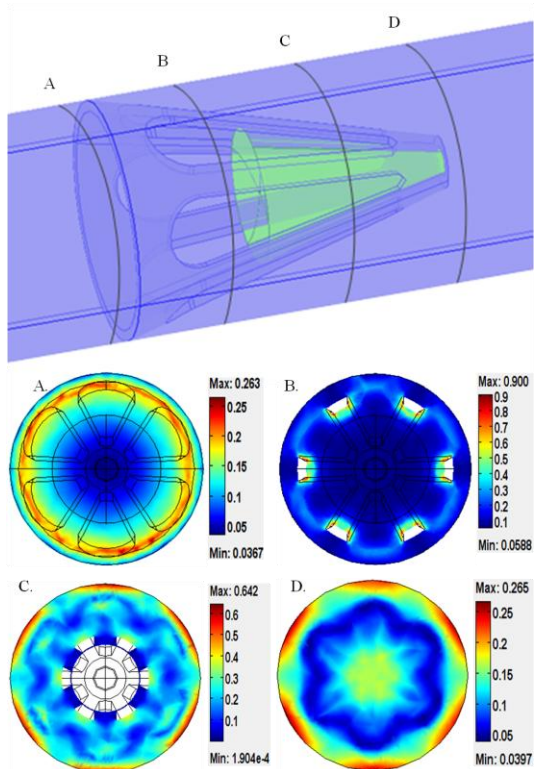 A
B
C
D
A.
Max: 0.263
0.25
0.2
0.15
0.1
0.05
Min: 0.0367
B.
Max: 0.900
0.9
0.8
0.7
0.6
0.5
0.4
0.3
0.2
0.1
Min: 0.0588
C.
Max: 0.642
0.6
0.5
0.4
0.3
0.2
0.1
Min: 1.904e-4
D.
Max: 0.265
0.25
0.2
0.15
0.1
0.05
Min: 0.0397